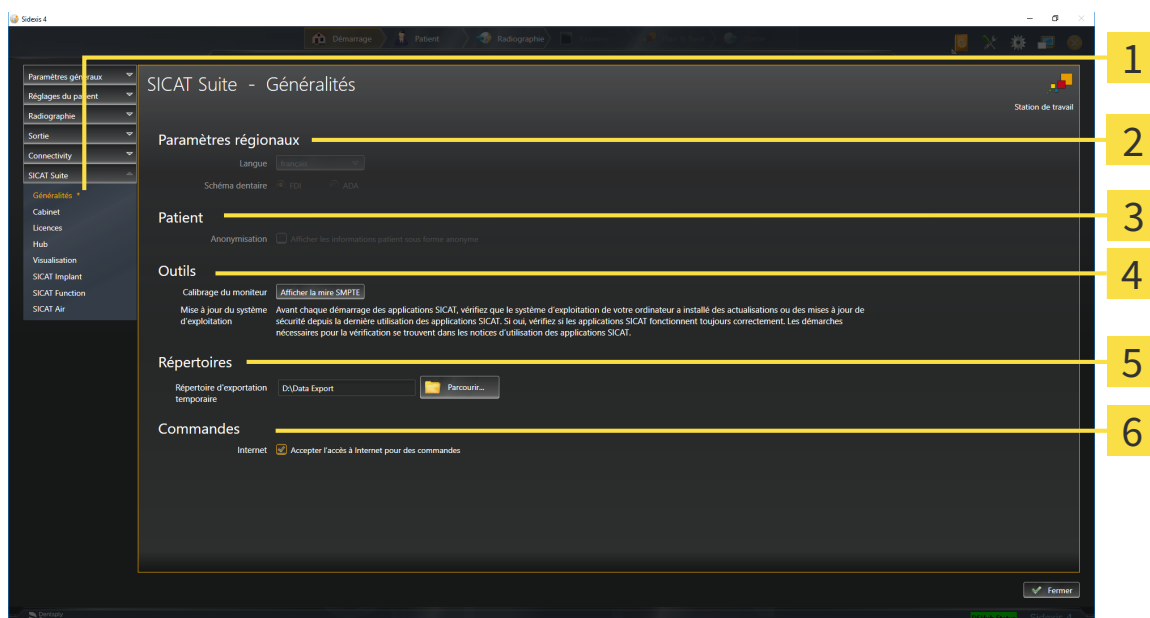 Sidexis 4
Démarrage
Patient
Radiographie
Paramètres généraux
Réglages du patient
Radiographie
Sortie
Connectivity
SICAT Suite
Généralités *
Cabinet
Licences
Hub
Visualisation
SICAT Implant
SICAT Function
SICAT Air
SICAT Suite - Généralités
Station de travail
Paramètres régionaux
Langue
français
Schéma dentaire
FDI
ADA
Patient
Anonymisation
Afficher les informations patient sous forme anonyme
Outils
Calibrage du moniteur
Afficher la mire SMPTE
Mise à jour du système d'exploitation
Avant chaque démarrage des applications SICAT, vérifiez que le système d'exploitation de votre ordinateur a installé des actualisations ou des mises à jour de
sécurité depuis la dernière utilisation des applications SICAT. Si oui, vérifiez si les applications SICAT fonctionnent toujours correctement. Les démarches
nécessaires pour la vérification se trouvent dans les notices d'utilisation des applications SICAT.
Répertoires
Répertoire d'exportation temporaire
D:\Data Export
Parcourir...
Commandes
Internet
Accepter l'accès à Internet pour des commandes
Fermer
Dentsply
Sidexis 4
1
2
3
4
5
6